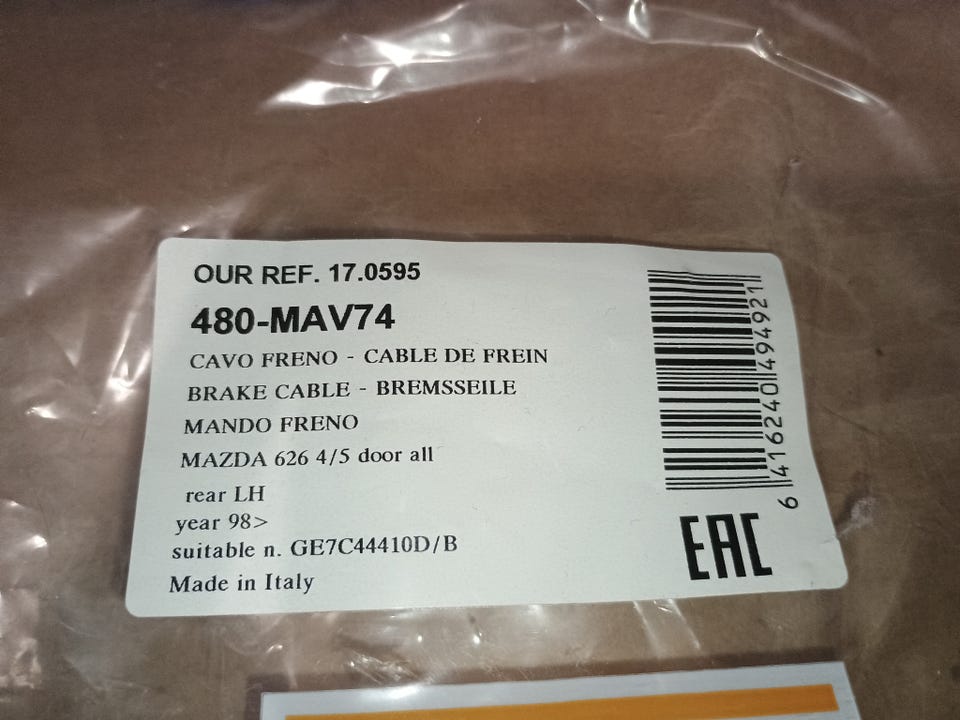 OUR REF. 17.0595
480-MAV74
CAVO FRENO - CABLE DE FREIN
BRAKE CABLE - BREMSSEILE
MANDO FRENO
MAZDA 626 4/5 door all
rear LH
year 98>
suitable n. GE7C44410D/B
Made in Italy
6 416240 494921
EAC